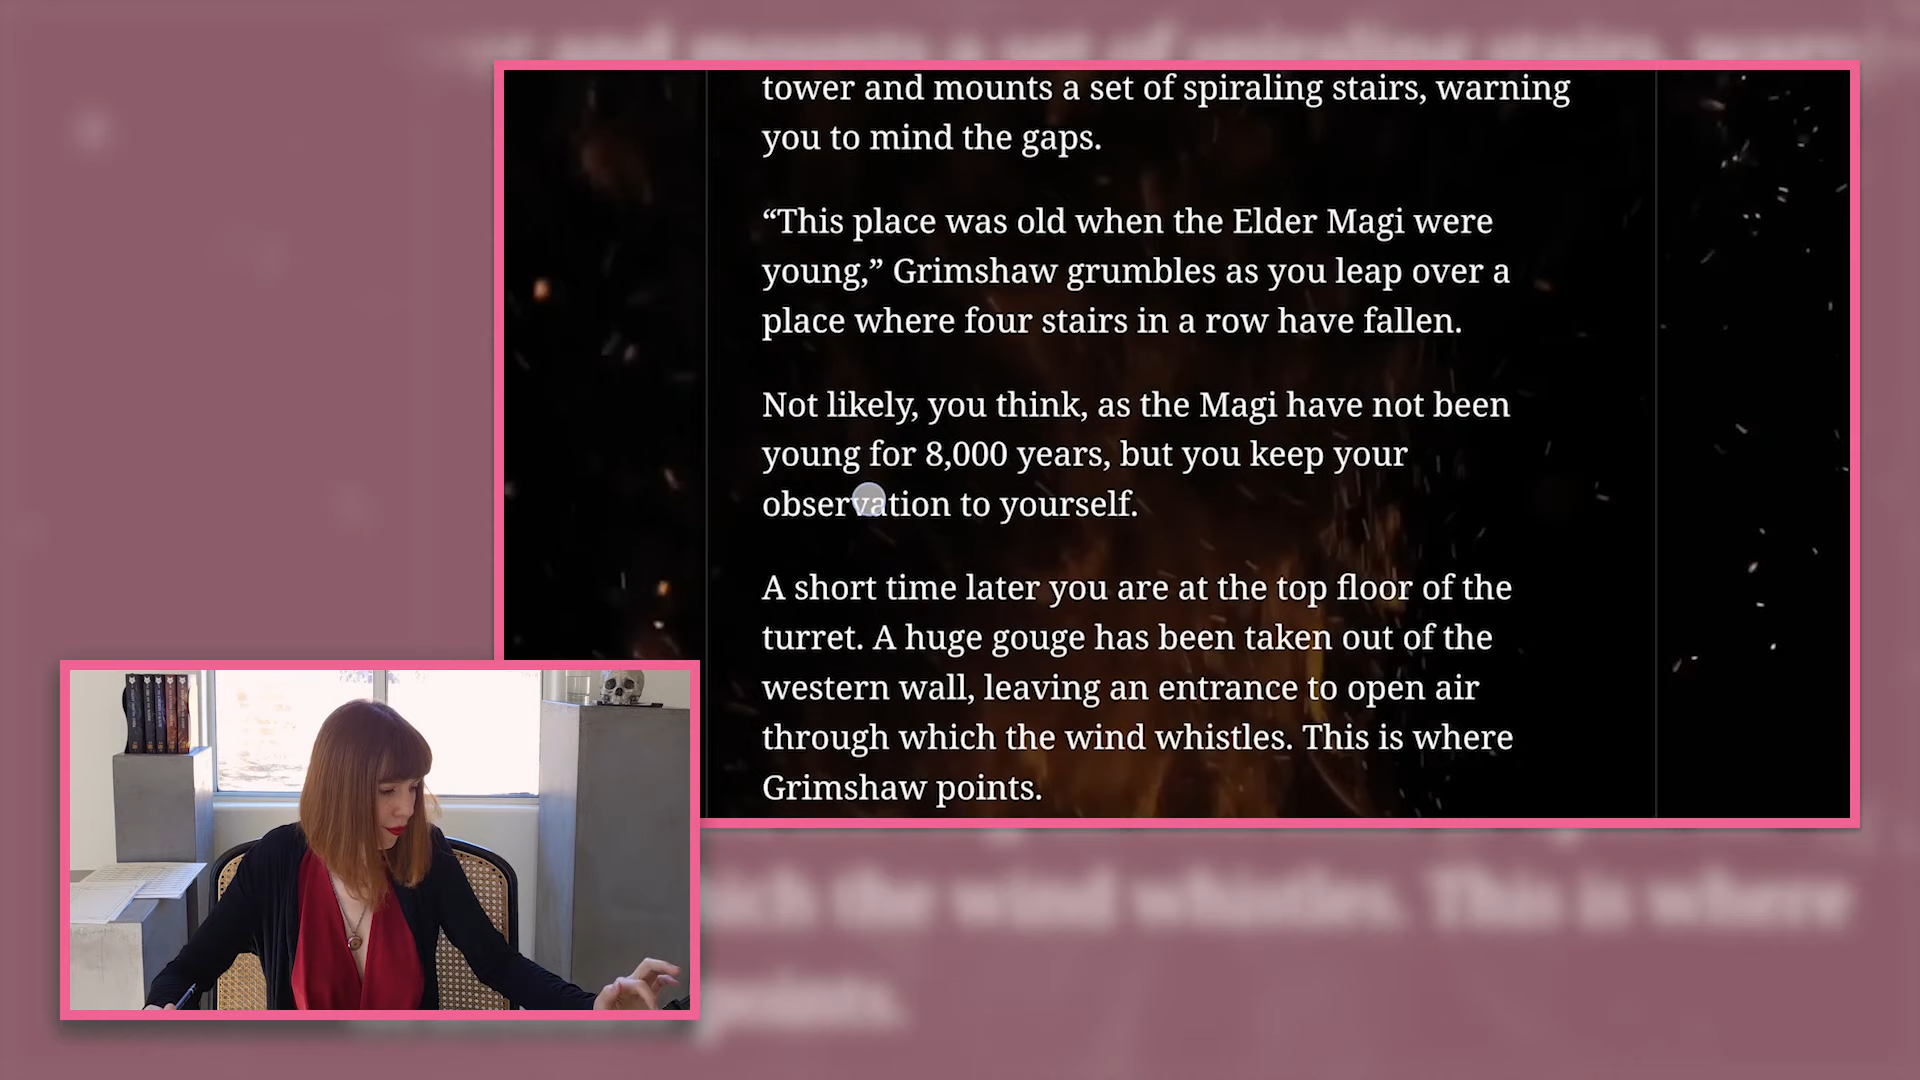 tower and mounts a set of spiraling stairs, warning
you to mind the gaps.
“This place was old when the Elder Magi were
young,” Grimshaw grumbles as you leap over a
place where four stairs in a row have fallen.
Not likely, you think, as the Magi have not been
young for 8,000 years, but you keep your
observation to yourself.
A short time later you are at the top floor of the
turret. A huge gouge has been taken out of the
western wall, leaving an entrance to open air
through which the wind whistles. This is where
Grimshaw points.